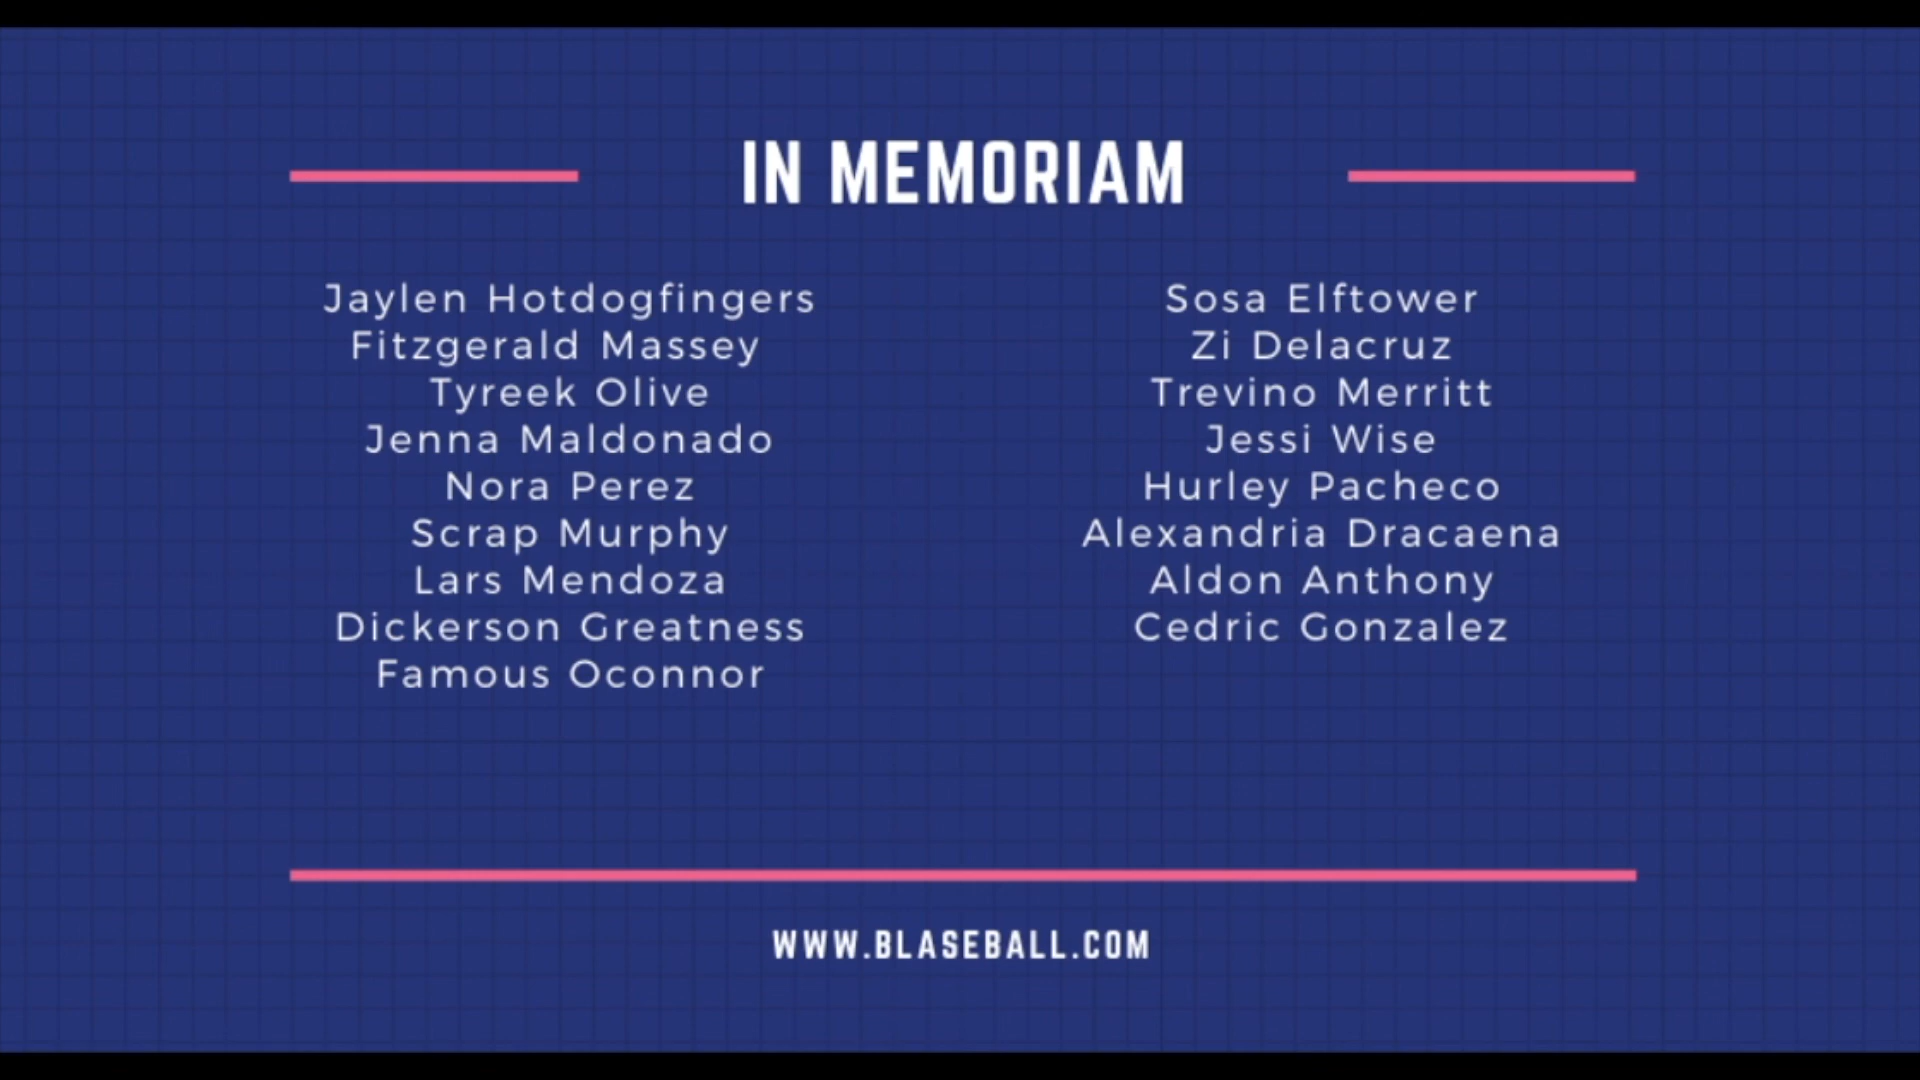 IN MEMORIAM
Jaylen Hotdogfingers
Fitzgerald Massey
Tyreek Olive
Jenna Maldonado
Nora Perez
Scrap Murphy
Lars Mendoza
Dickerson Greatness
Famous Oconnor
Sosa Elftower
Zi Delacruz
Trevino Merritt
Jessi Wise
Hurley Pacheco
Alexandria Dracaena
Aldon Anthony
Cedric Gonzalez
WWW.BLASEBALL.COM